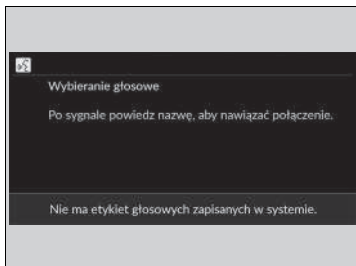 Wybieranie głosowe
Po sygnale powiedz nazwę, aby nawiązać połączenie.
Nie ma etykiet głosowych zapisanych w systemie.